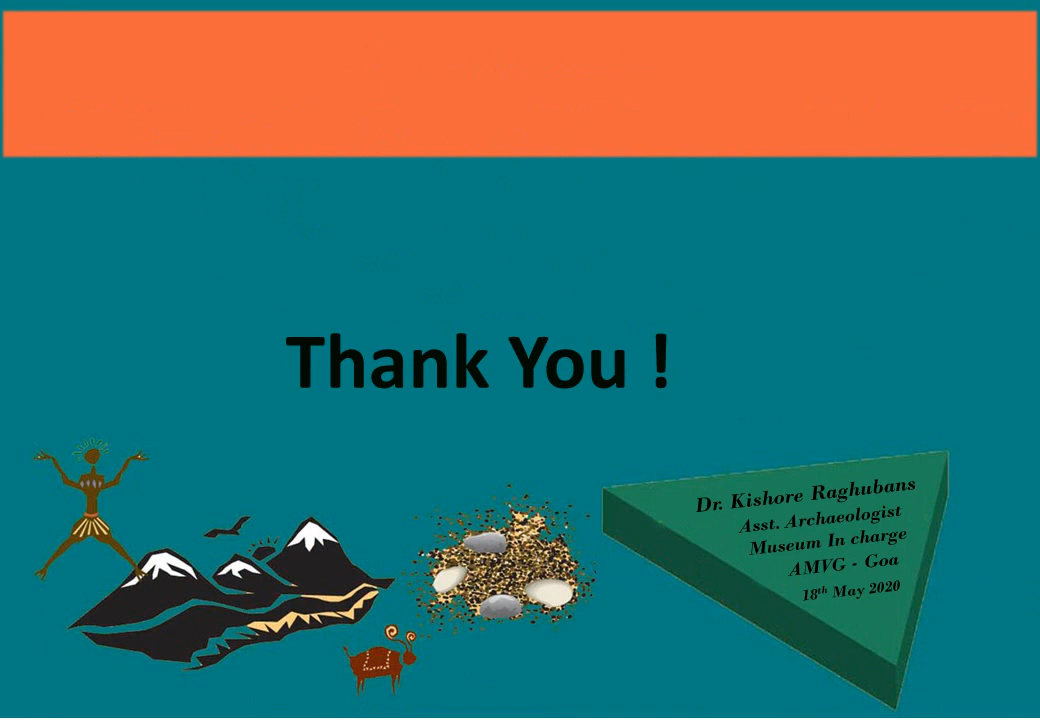 Thank You !
Dr. Kishore Raghubans
Asst. Archaeologist
Museum In charge
AMVG - Goa
18th May 2020